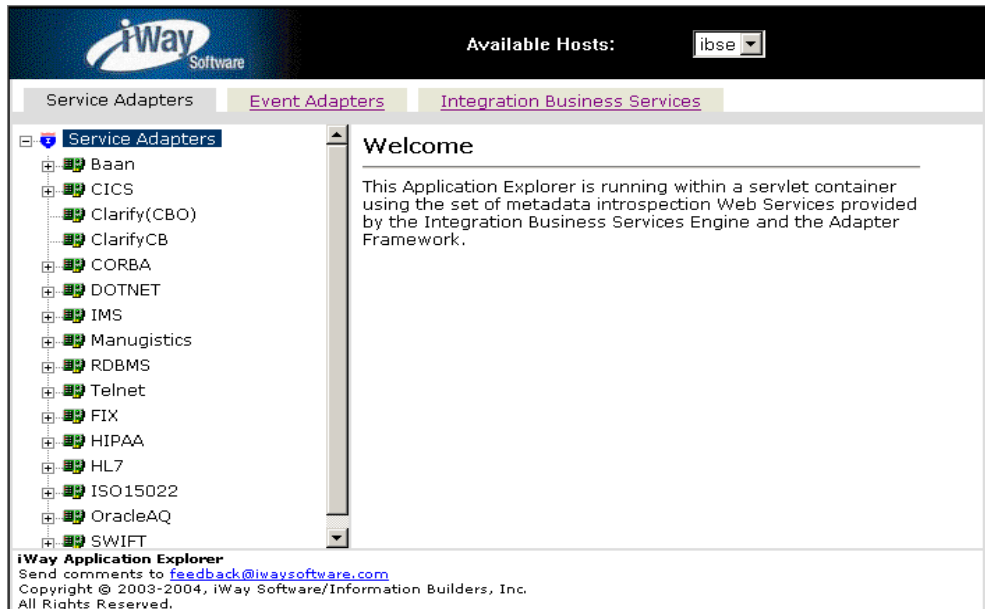 iWay
Software
Available Hosts:
ibse
Service Adapters
Event Adapters
Integration Business Services
Service Adapters
Baan
CICS
Clarify(CBO)
ClarifyCB
CORBA
DOTNET
IMS
Manugistics
RDBMS
Telnet
FIX
HIPAA
HL7
ISO15022
OracleAQ
SWIFT
Welcome
This Application Explorer is running within a servlet container
using the set of metadata introspection Web Services provided
by the Integration Business Services Engine and the Adapter
Framework.
iWay Application Explorer
Send comments to feedback@iwaysoftware.com
Copyright © 2003-2004, iWay Software/Information Builders, Inc.
All Rights Reserved.